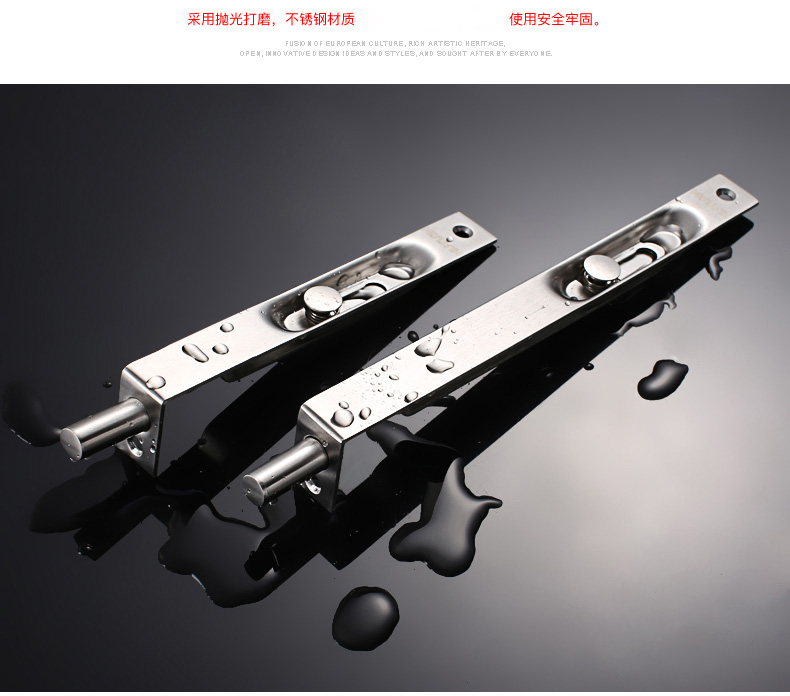 采用抛光打磨，不锈钢材质 使用安全牢固。
FUSION OF EUROPEAN CULTURE, RICH ARTISTIC HERITAGE,
OPEN, INNOVATIVE DESIGN IDEAS AND STYLES, AND SOUGHT AFTER BY EVERYONE.